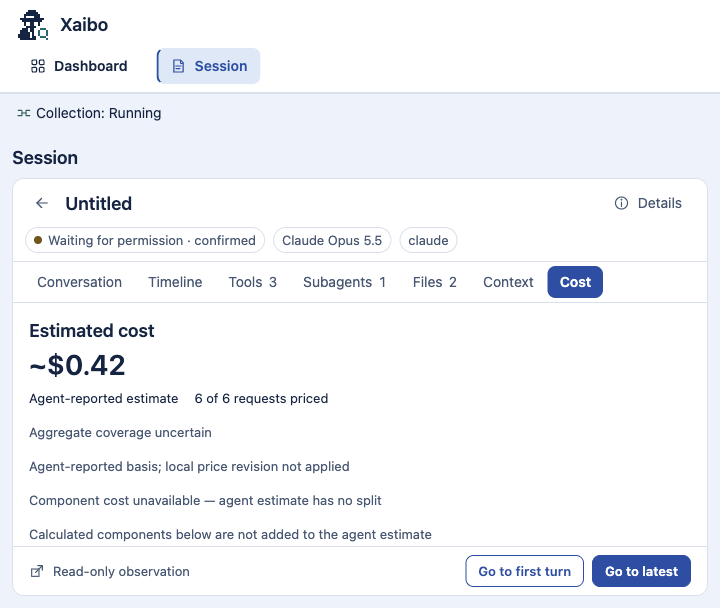 Xaibo
Dashboard Session
Collection: Running
Session
Untitled Details
Waiting for permission · confirmed Claude Opus 5.5 claude
Conversation Timeline Tools 3 Subagents 1 Files 2 Context Cost
Estimated cost
~$0.42
Agent-reported estimate 6 of 6 requests priced
Aggregate coverage uncertain
Agent-reported basis; local price revision not applied
Component cost unavailable — agent estimate has no split
Calculated components below are not added to the agent estimate
Read-only observation Go to first turn Go to latest